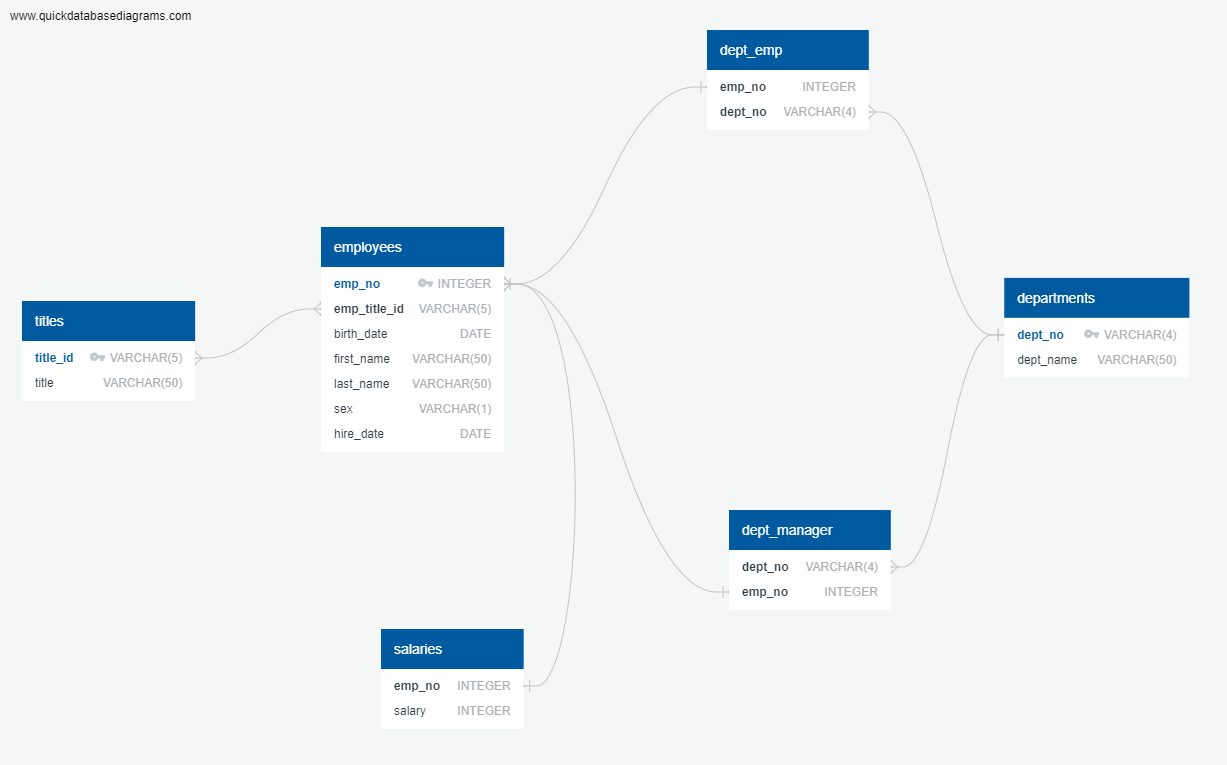 www.quickdatabasediagrams.com
dept_emp
emp_no INTEGER
dept_no VARCHAR(4)
employees
emp_no INTEGER
emp_title_id VARCHAR(5)
birth_date DATE
first_name VARCHAR(50)
last_name VARCHAR(50)
sex VARCHAR(1)
hire_date DATE
titles
title_id VARCHAR(5)
title VARCHAR(50)
departments
dept_no VARCHAR(4)
dept_name VARCHAR(50)
dept_manager
dept_no VARCHAR(4)
emp_no INTEGER
salaries
emp_no INTEGER
salary INTEGER